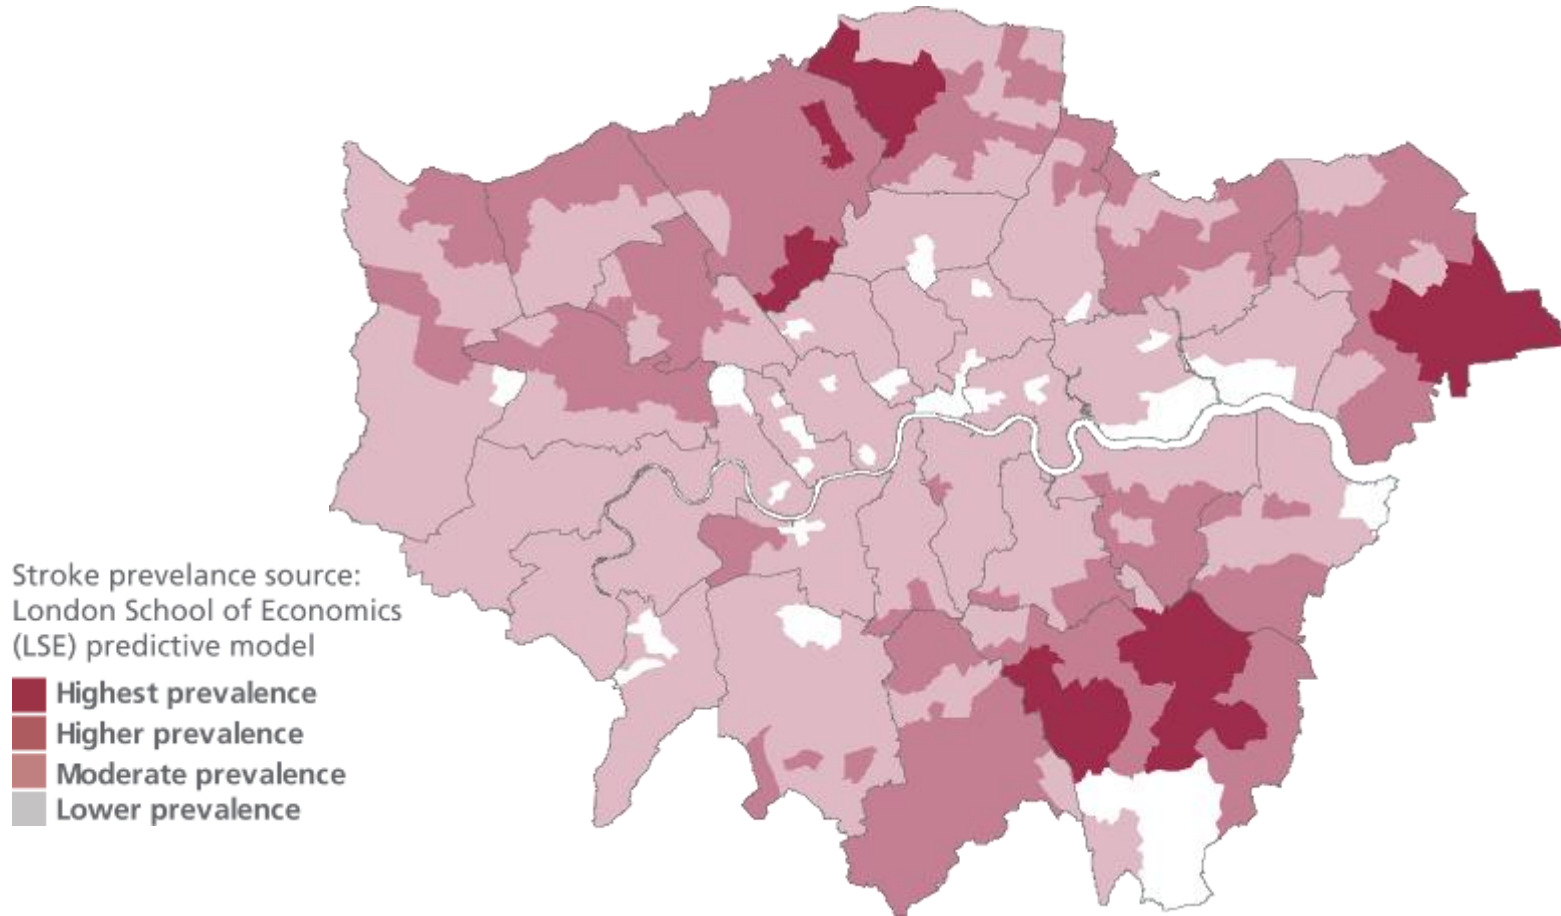 Stroke prevelance source:
London School of Economics
(LSE) predictive model
Highest prevalence
Higher prevalence
Moderate prevalence
Lower prevalence